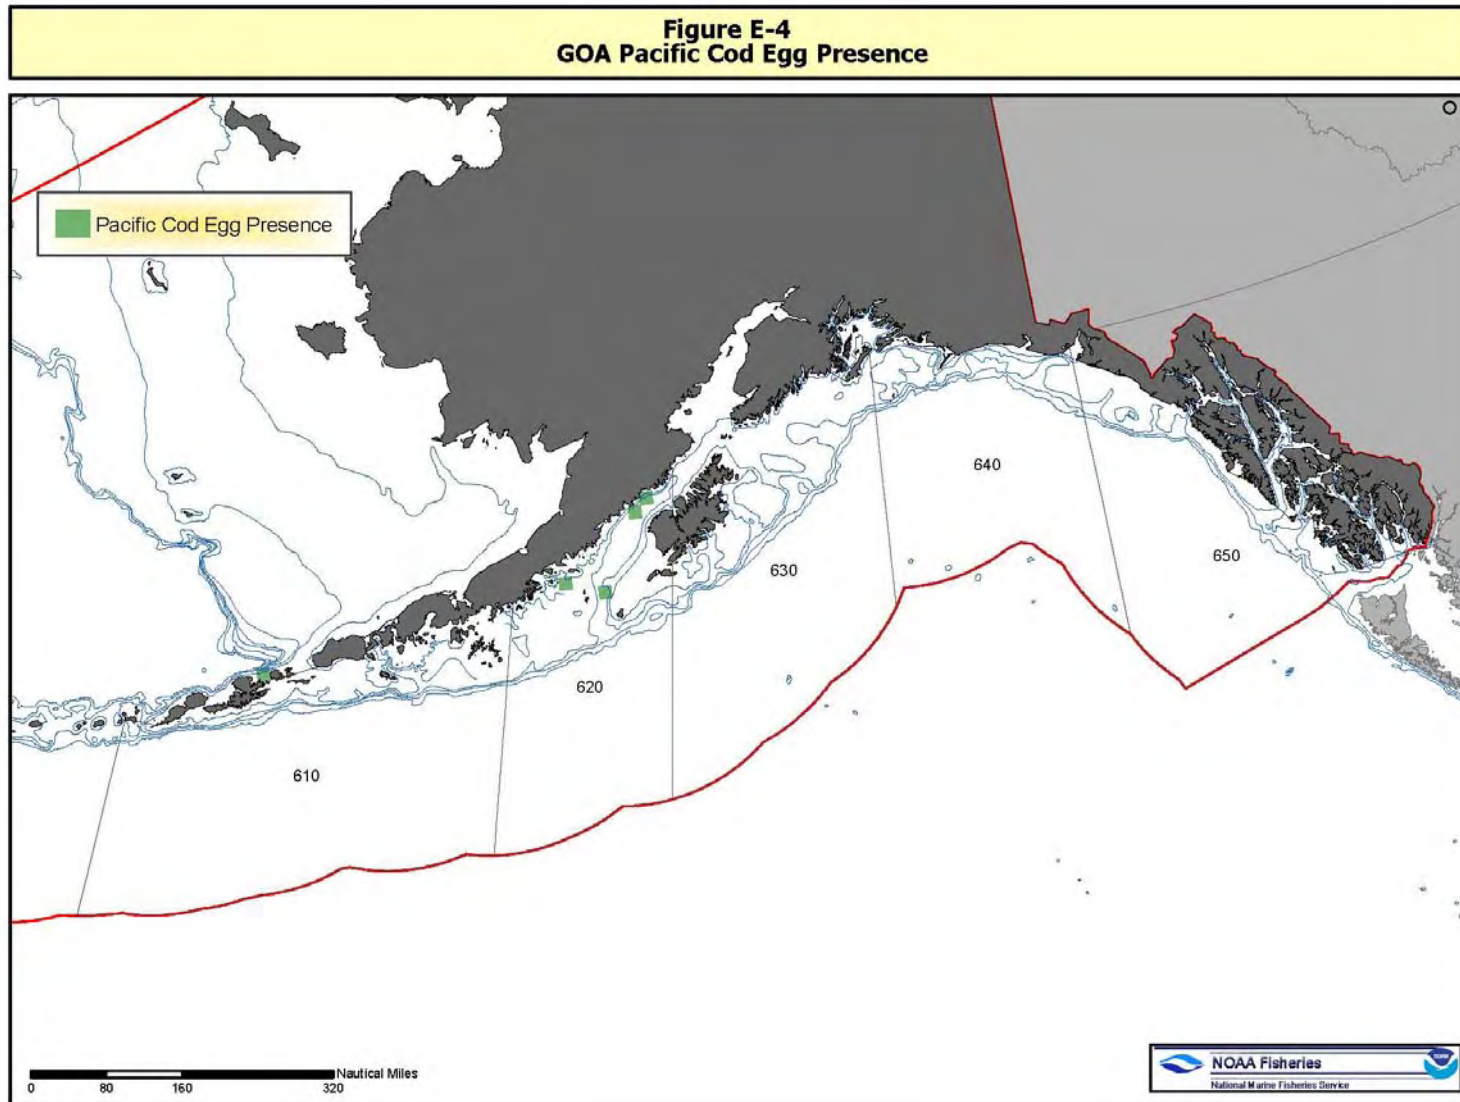 Figure E-4
GOA Pacific Cod Egg Presence
Pacific Cod Egg Presence
640
650
630
620
610
Nautical Miles
0 80 160 320
NOAA Fisheries
National Marine Fisheries Service